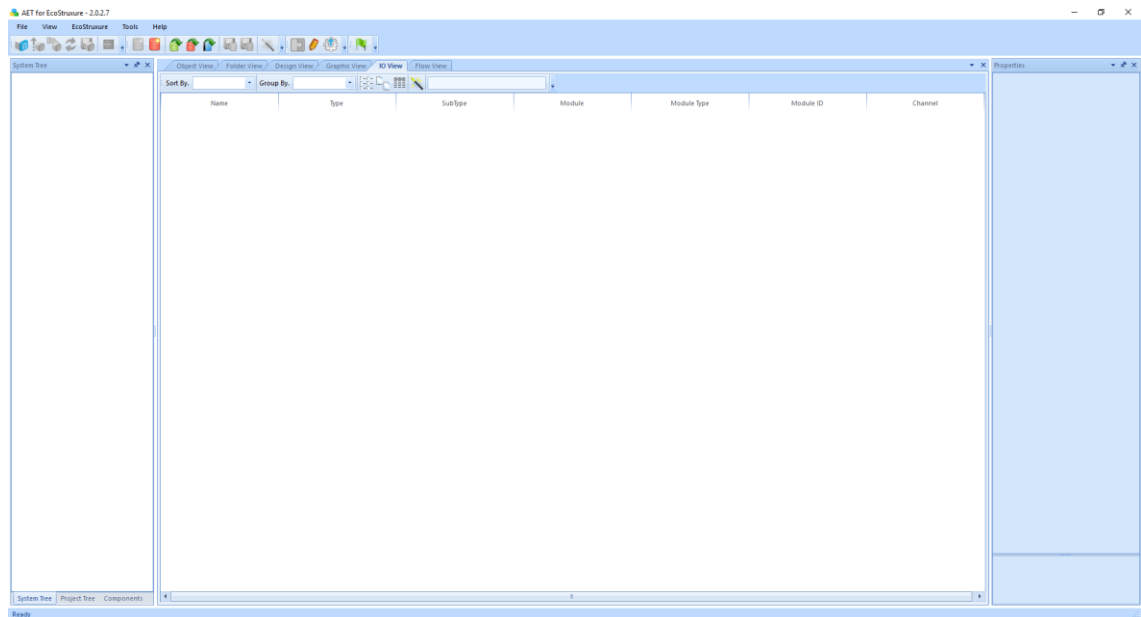 AET for EcoStruxure - 2.0.2.7
File View EcoStruxure Tools Help
System Tree
Object View Folder View Design View Graphic View IO View Flow View
Properties
Sort By. Group By.
Name Type SubType Module Module Type Module ID Channel
System Tree Project Tree Components
Ready